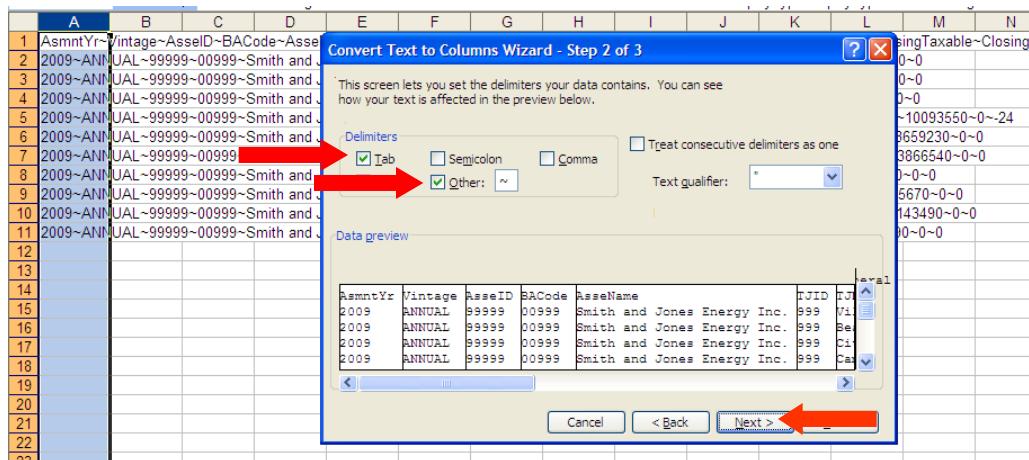 A B C D E F G H I J K L M N
1 AsmntYr~Vintage~AsseID~BACode~Asse singTaxable~Closing
2 2009~ANNUAL~99999~00999~Smith and J 0~0
3 2009~ANNUAL~99999~00999~Smith and J 0~0
4 2009~ANNUAL~99999~00999~Smith and J 0~0
5 2009~ANNUAL~99999~00999~Smith and J ~10093550~0~-24
6 2009~ANNUAL~99999~00999~Smith and J 3659230~0~0
7 2009~ANNUAL~99999~00999 3866540~0~0
8 2009~ANNUAL~99999~00999~Smith and 0~0~0
9 2009~ANNUAL~99999~00999~Smith and J 5670~0~0
10 2009~ANNUAL~99999~00999~Smith and J 143490~0~0
11 2009~ANNUAL~99999~00999~Smith and J 90~0~0
12
13
14
15
16
17
18
19
20
21
22
23
Convert Text to Columns Wizard - Step 2 of 3
This screen lets you set the delimiters your data contains. You can see
how your text is affected in the preview below.
Delimiters
Tab Semicolon Comma
Other: ~
Treat consecutive delimiters as one
Text qualifier: "
Data preview
eral
AsmntYr Vintage AsseID BACode AsseName TJID TJ
2009 ANNUAL 99999 00999 Smith and Jones Energy Inc. 999 Vi
2009 ANNUAL 99999 00999 Smith and Jones Energy Inc. 999 Bea
2009 ANNUAL 99999 00999 Smith and Jones Energy Inc. 999 Ci
2009 ANNUAL 99999 00999 Smith and Jones Energy Inc. 999 Ca
Cancel < Back Next >